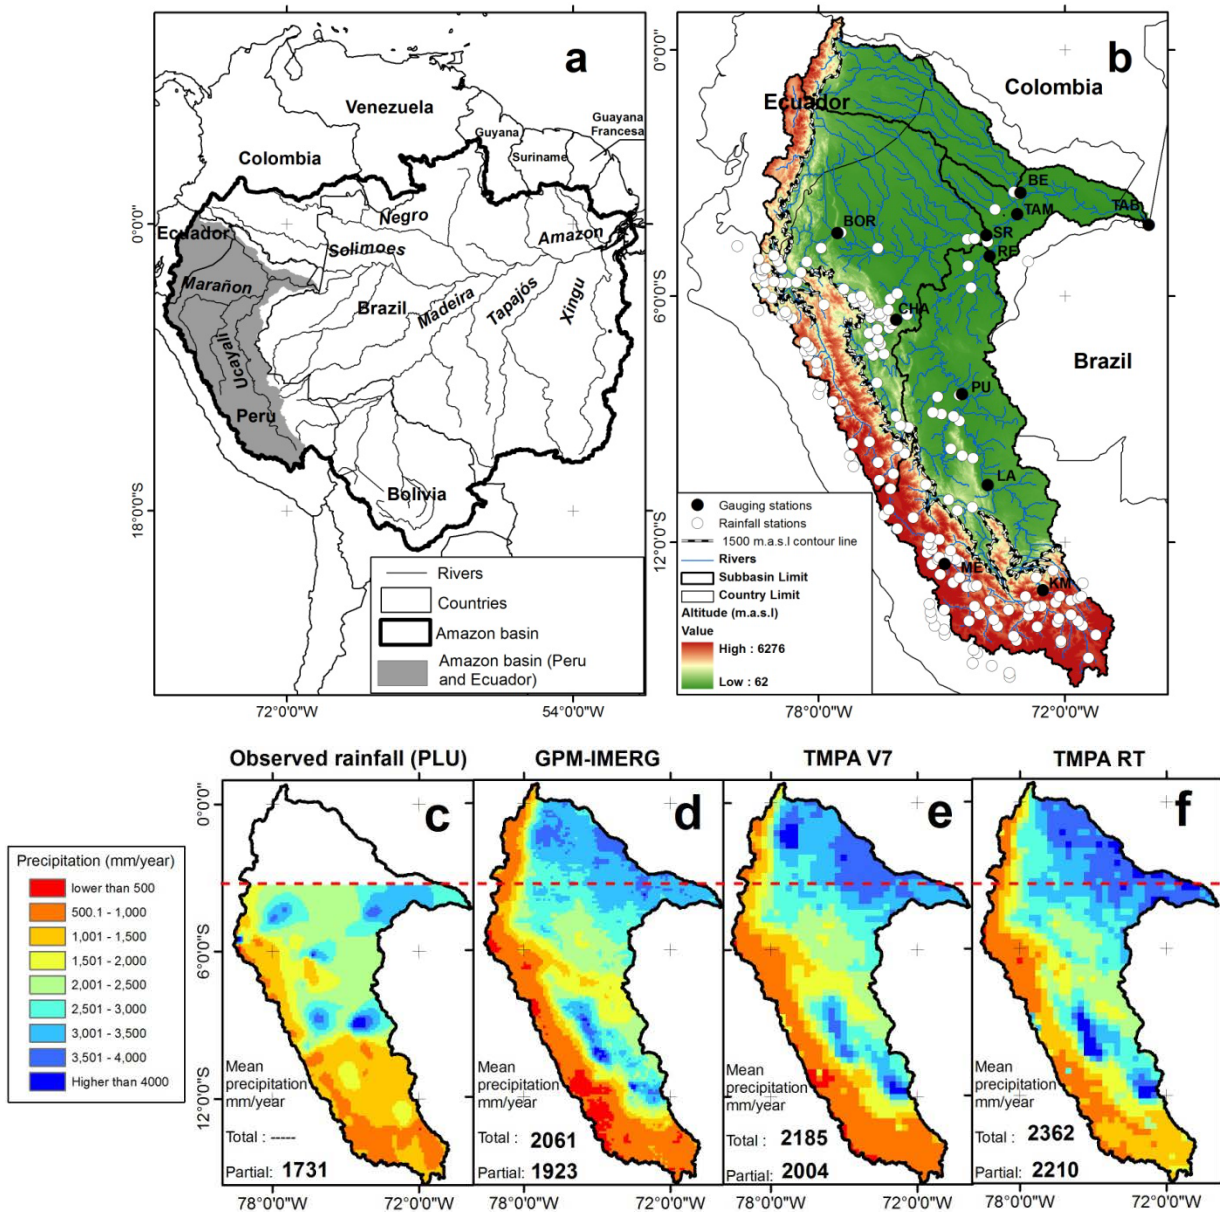 a
Venezuela
Guyana
Guayana
Francesa
Suriname
Colombia
Negro
Ecuador
Solimoes
Amazon
Marañon
Brazil
Madeira
Tapajós
Xingu
Ucayali
Peru
Bolivia
Rivers
Countries
Amazon basin
Amazon basin (Peru
and Ecuador)
0°0'0"
18°0'0"S
72°0'0"W
54°0'0"W
b
Colombia
Ecuador
BE
TAM
TAB
BOR
SR
RE
CHA
Brazil
PU
LA
ME
KM
Gauging stations
Rainfall stations
1500 m.a.s.l contour line
Rivers
Subbasin Limit
Country Limit
Altitude (m.a.s.l)
Value
High : 6276
Low : 62
0°0'0"
6°0'0"S
12°0'0"S
78°0'0"W
72°0'0"W
Precipitation (mm/year)
lower than 500
500.1 - 1,000
1,001 - 1,500
1,501 - 2,000
2,001 - 2,500
2,501 - 3,000
3,001 - 3,500
3,501 - 4,000
Higher than 4000
Observed rainfall (PLU)
c
0°0'0"
6°0'0"S
12°0'0"S
Mean
precipitation
mm/year
Total : -----
Partial: 1731
78°0'0"W
72°0'0"W
GPM-IMERG
d
Mean
precipitation
mm/year
Total : 2061
Partial: 1923
78°0'0"W
72°0'0"W
TMPA V7
e
Mean
precipitation
mm/year
Total : 2185
Partial: 2004
78°0'0"W
72°0'0"W
TMPA RT
f
Mean
precipitation
mm/year
Total : 2362
Partial: 2210
78°0'0"W
72°0'0"W